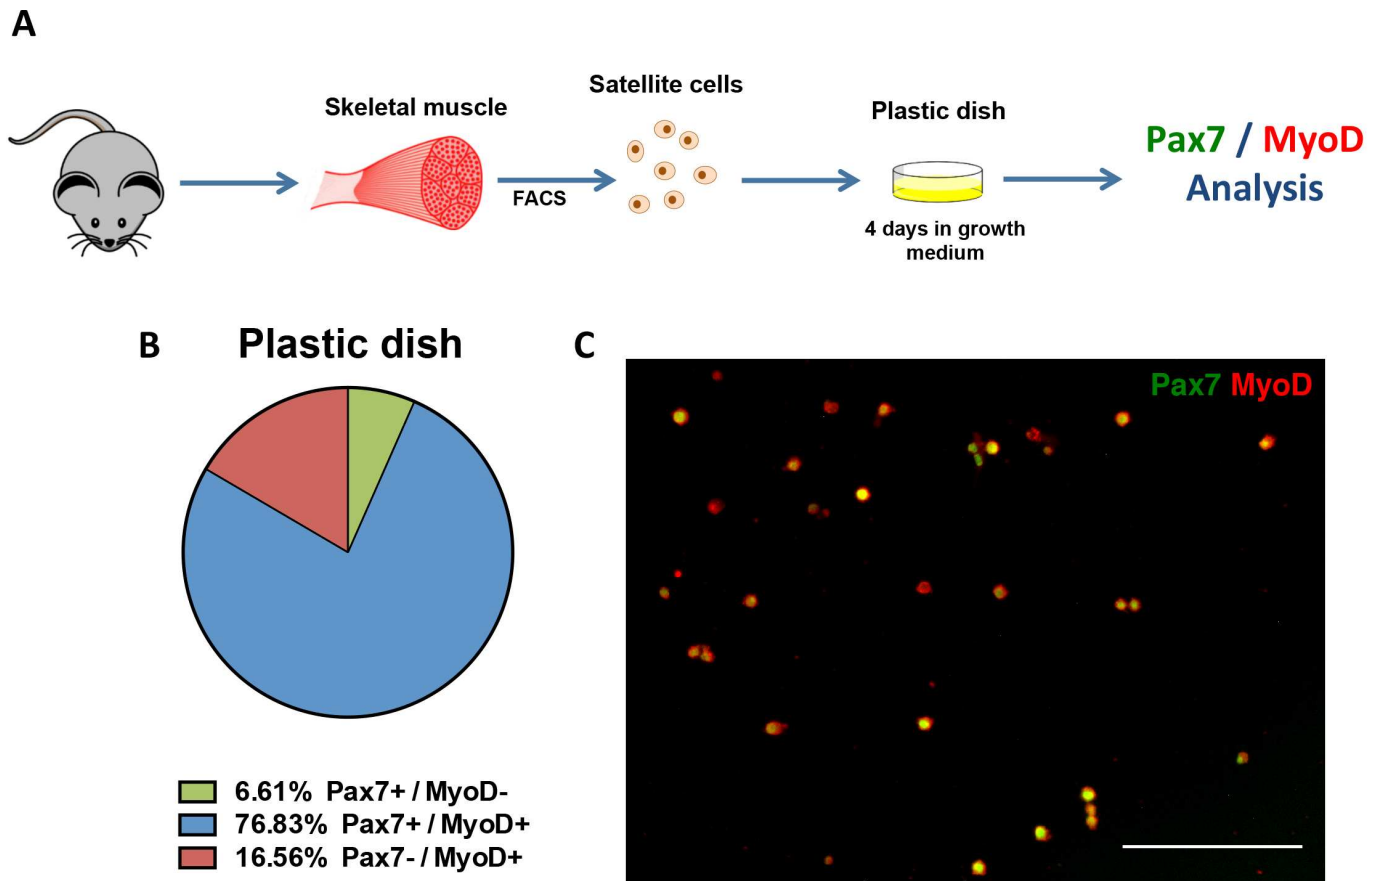 A
Skeletal muscle
FACS
Satellite cells
Plastic dish
4 days in growth
medium
Pax7 / MyoD
Analysis
B
Plastic dish
6.61% Pax7+ / MyoD-
76.83% Pax7+ / MyoD+
16.56% Pax7- / MyoD+
C
Pax7 MyoD